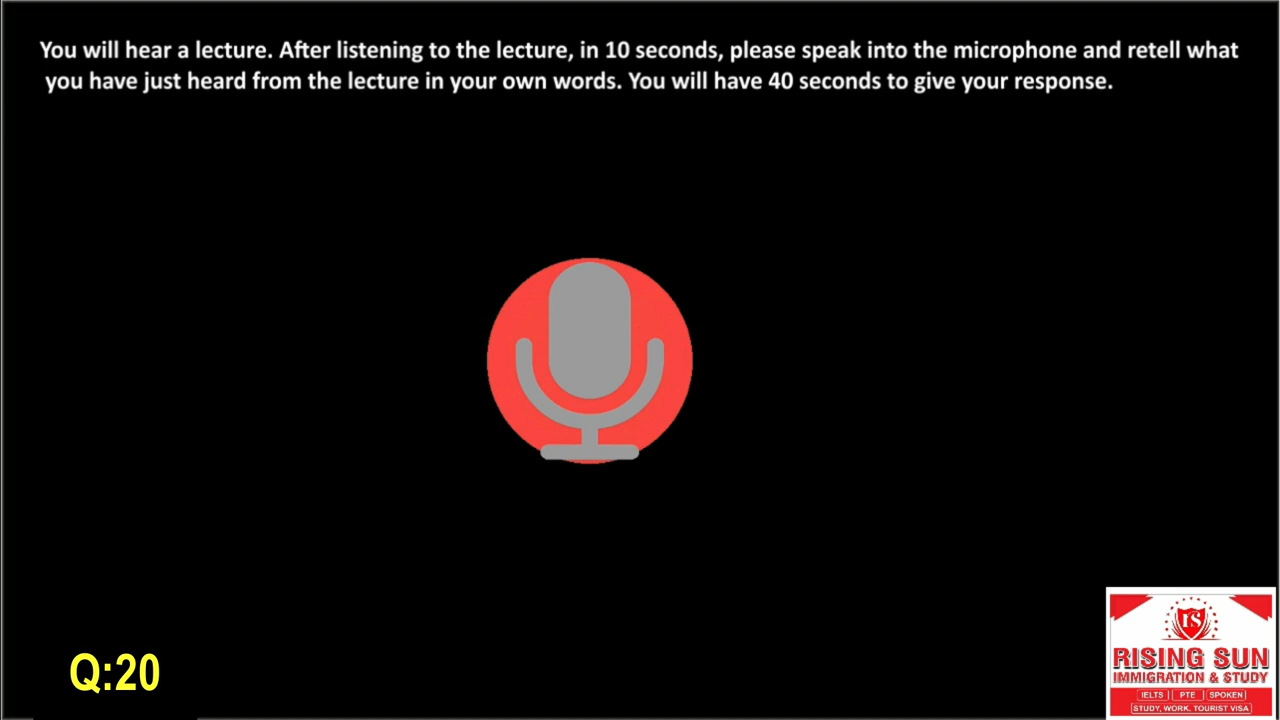 You will hear a lecture. After listening to the lecture, in 10 seconds, please speak into the microphone and retell what
you have just heard from the lecture in your own words. You will have 40 seconds to give your response.
Q:20
RS
RISING SUN
IMMIGRATION & STUDY
IELTS | PTE | SPOKEN
STUDY, WORK, TOURIST VISA